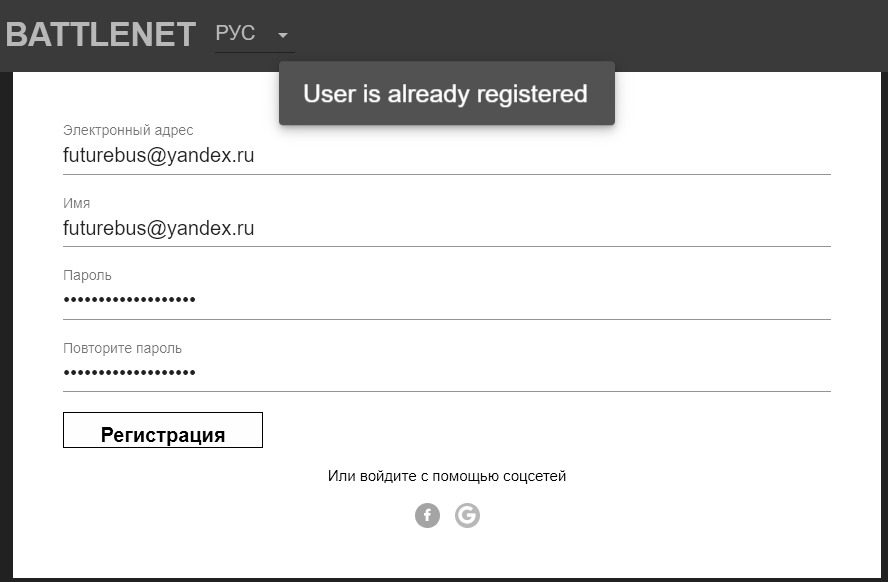 BATTLENET РУС
User is already registered
Электронный адрес
futurebus@yandex.ru
Имя
futurebus@yandex.ru
Пароль
•••••••••••••••••••
Повторите пароль
•••••••••••••••••••
Регистрация
Или войдите с помощью соцсетей
f G